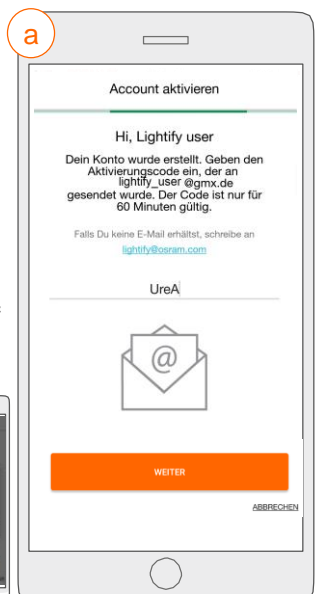 a
Account aktivieren
Hi, Lightify user
Dein Konto wurde erstellt. Geben den
Aktivierungscode ein, der an
lightify_user @gmx.de
gesendet wurde. Der Code ist nur für
60 Minuten gültig.
Falls Du keine E-Mail erhältst, schreibe an
lightify@osram.com
UreA
@
WEITER
ABBRECHEN